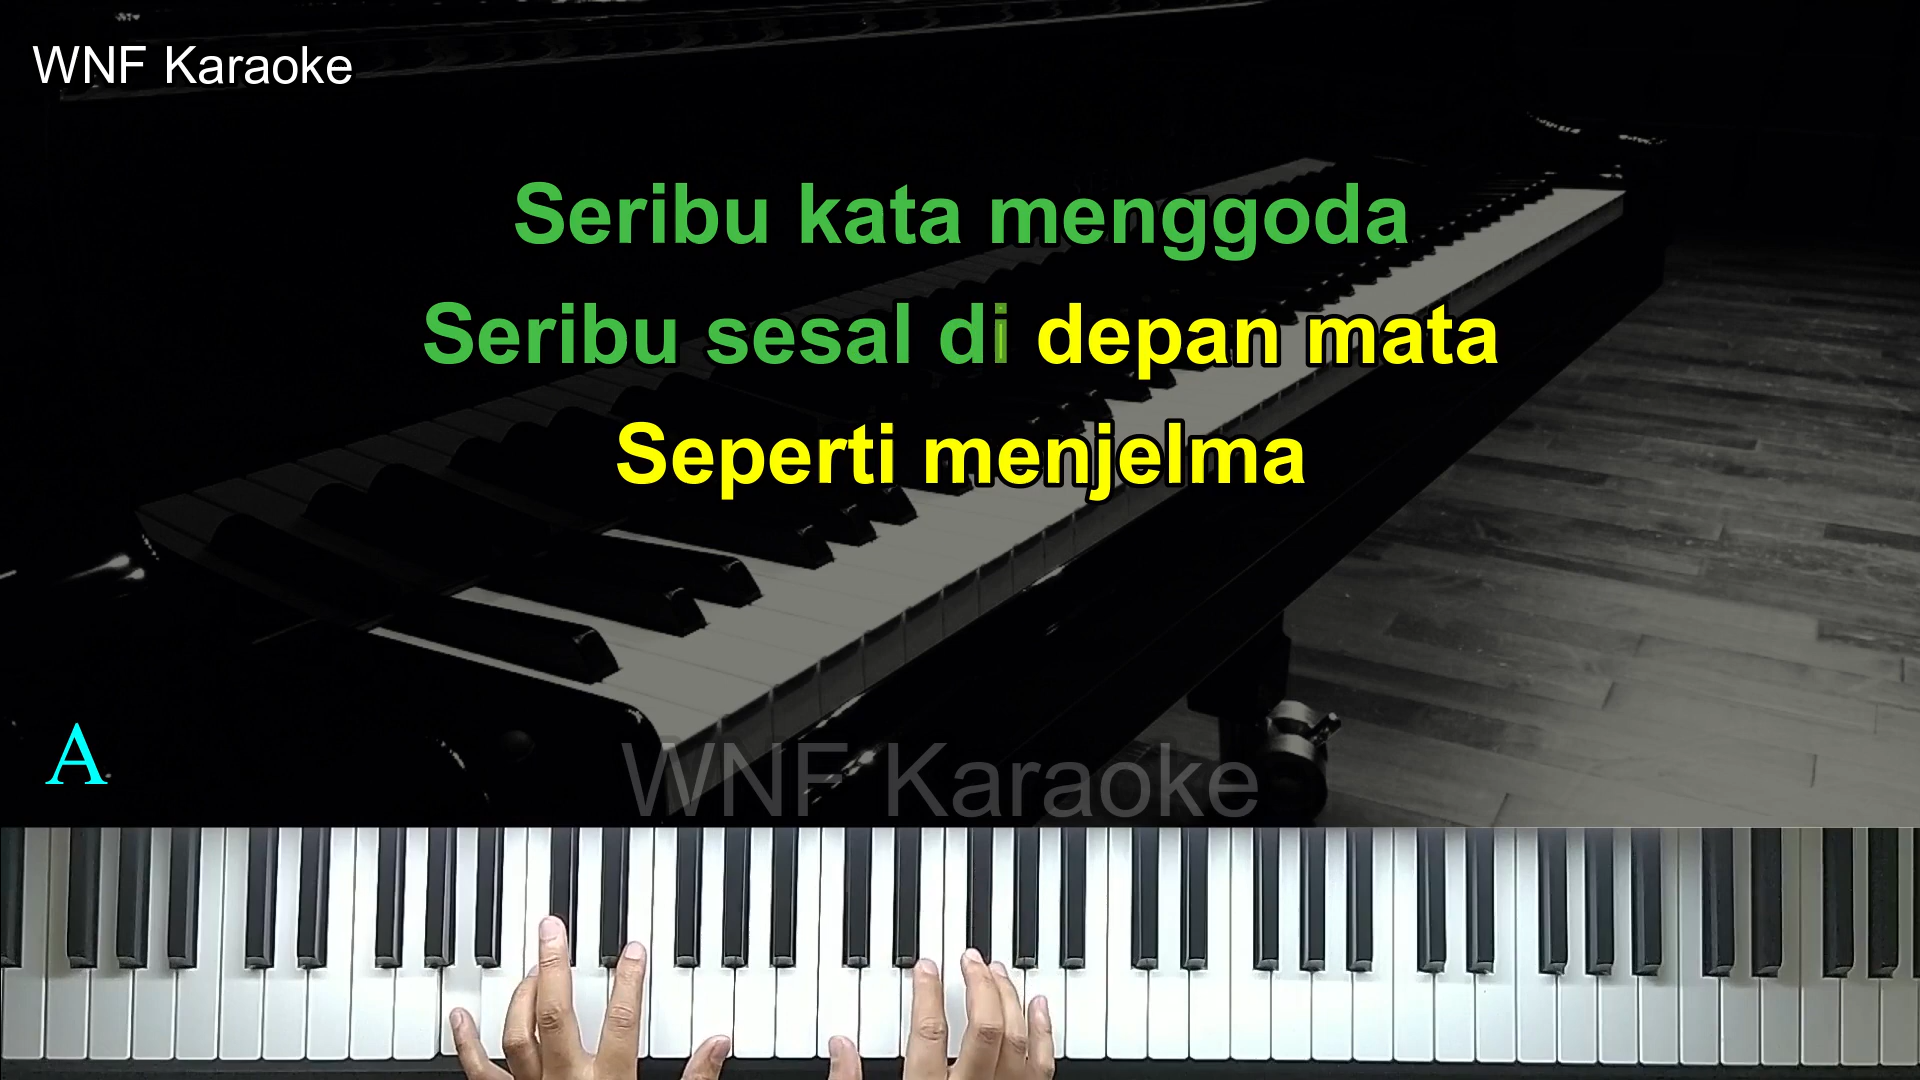 WNF Karaoke
Seribu kata menggoda
Seribu sesal di depan mata
Seperti menjelma
A
WNF Karaoke